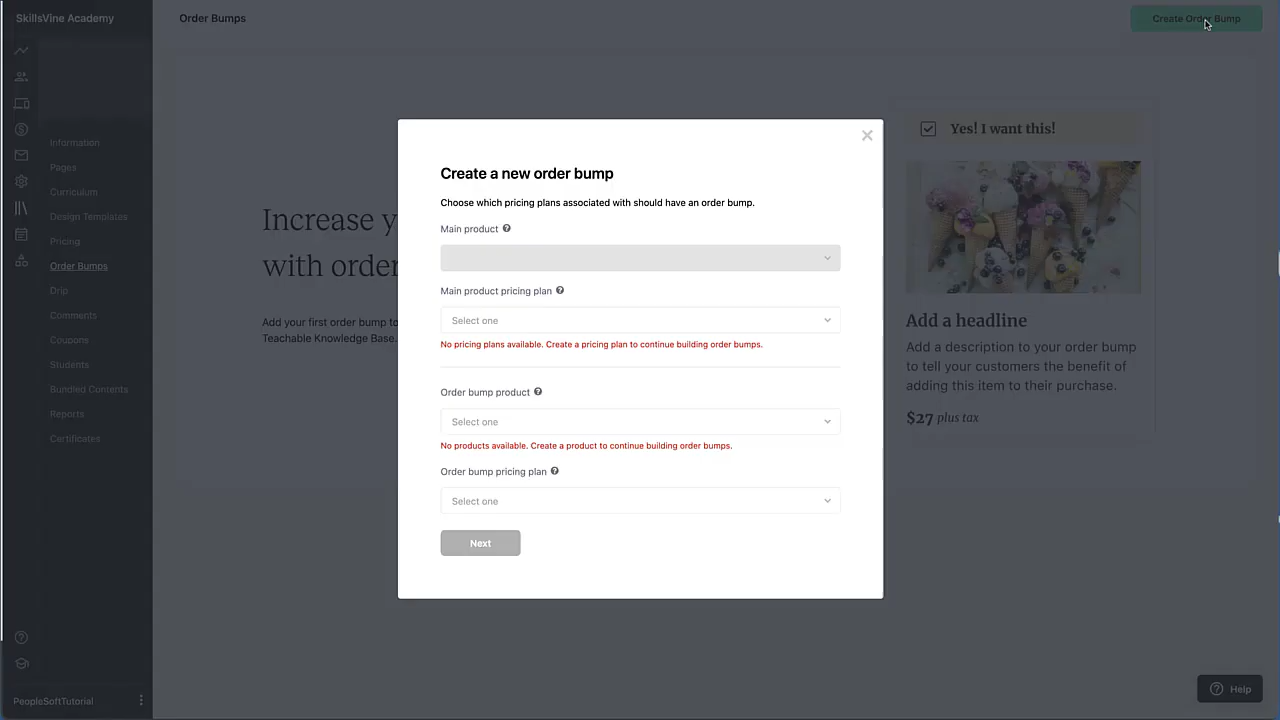 SkillsVine Academy
Order Bumps
Create Order Bump
Information
Pages
Curriculum
Design Templates
Pricing
Order Bumps
Drip
Comments
Coupons
Students
Bundled Contents
Reports
Certificates
PeopleSoftTutorial
Increase y
with order
Add your first order bump to
Teachable Knowledge Base.
Create a new order bump
Choose which pricing plans associated with should have an order bump.
Main product
Main product pricing plan
Select one
No pricing plans available. Create a pricing plan to continue building order bumps.
Order bump product
Select one
No products available. Create a product to continue building order bumps.
Order bump pricing plan
Select one
Next
Yes! I want this!
Add a headline
Add a description to your order bump
to tell your customers the benefit of
adding this item to their purchase.
$27 plus tax
Help